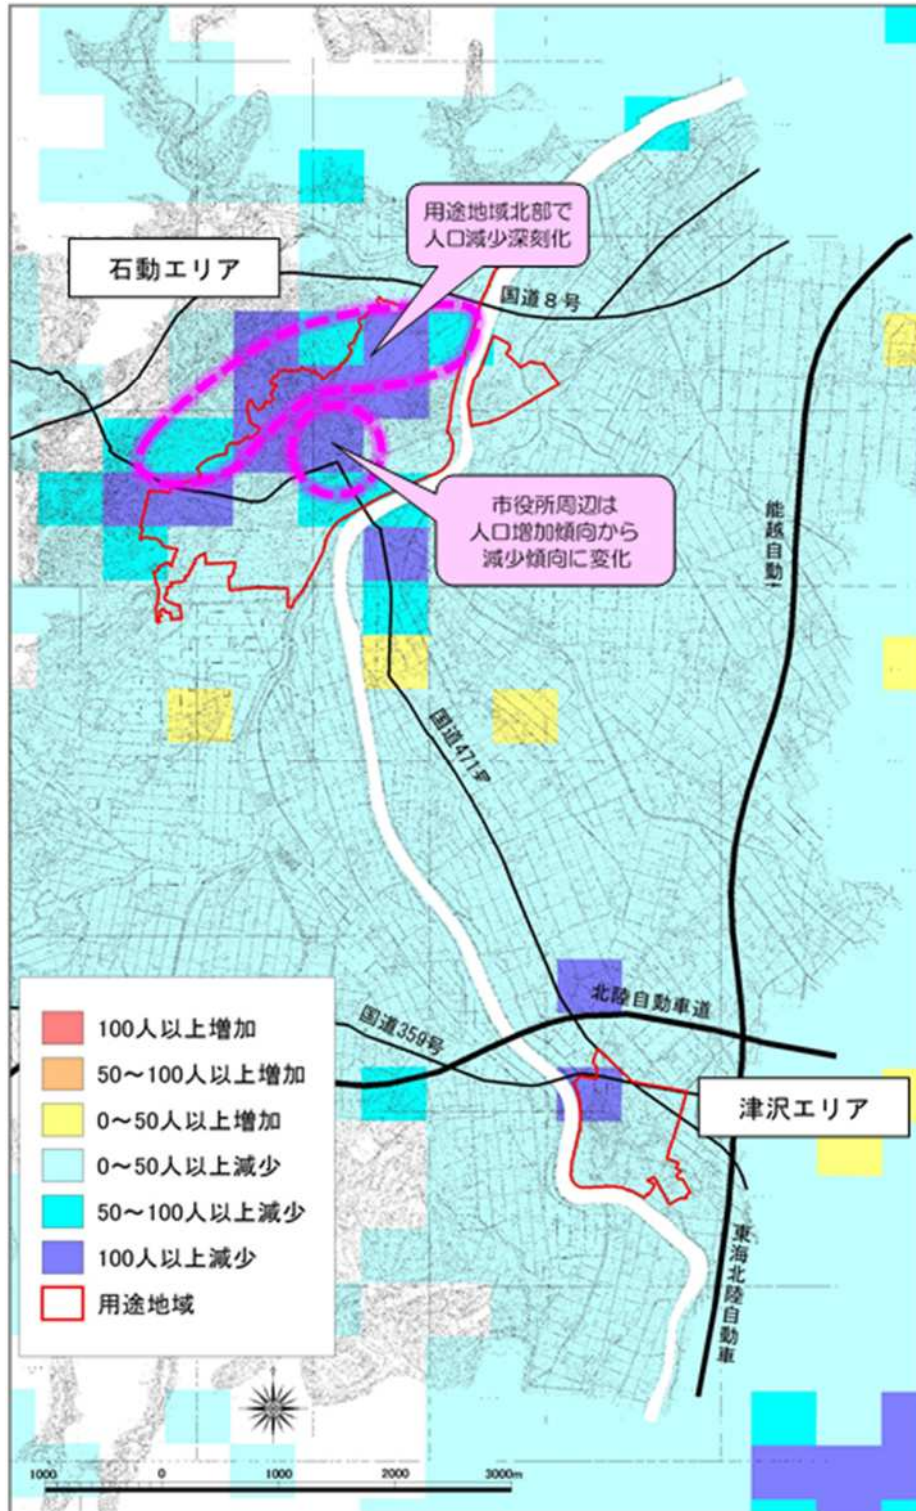 用途地域北部で
人口減少深刻化
石動エリア
国道8号
市役所周辺は
人口増加傾向から
減少傾向に変化
能越自動車
国道471号
北陸自動車道
国道359号
津沢エリア
東海北陸自動車
100人以上増加
50～100人以上増加
0～50人以上増加
0～50人以上減少
50～100人以上減少
100人以上減少
用途地域
1000 0 1000 2000 3000m